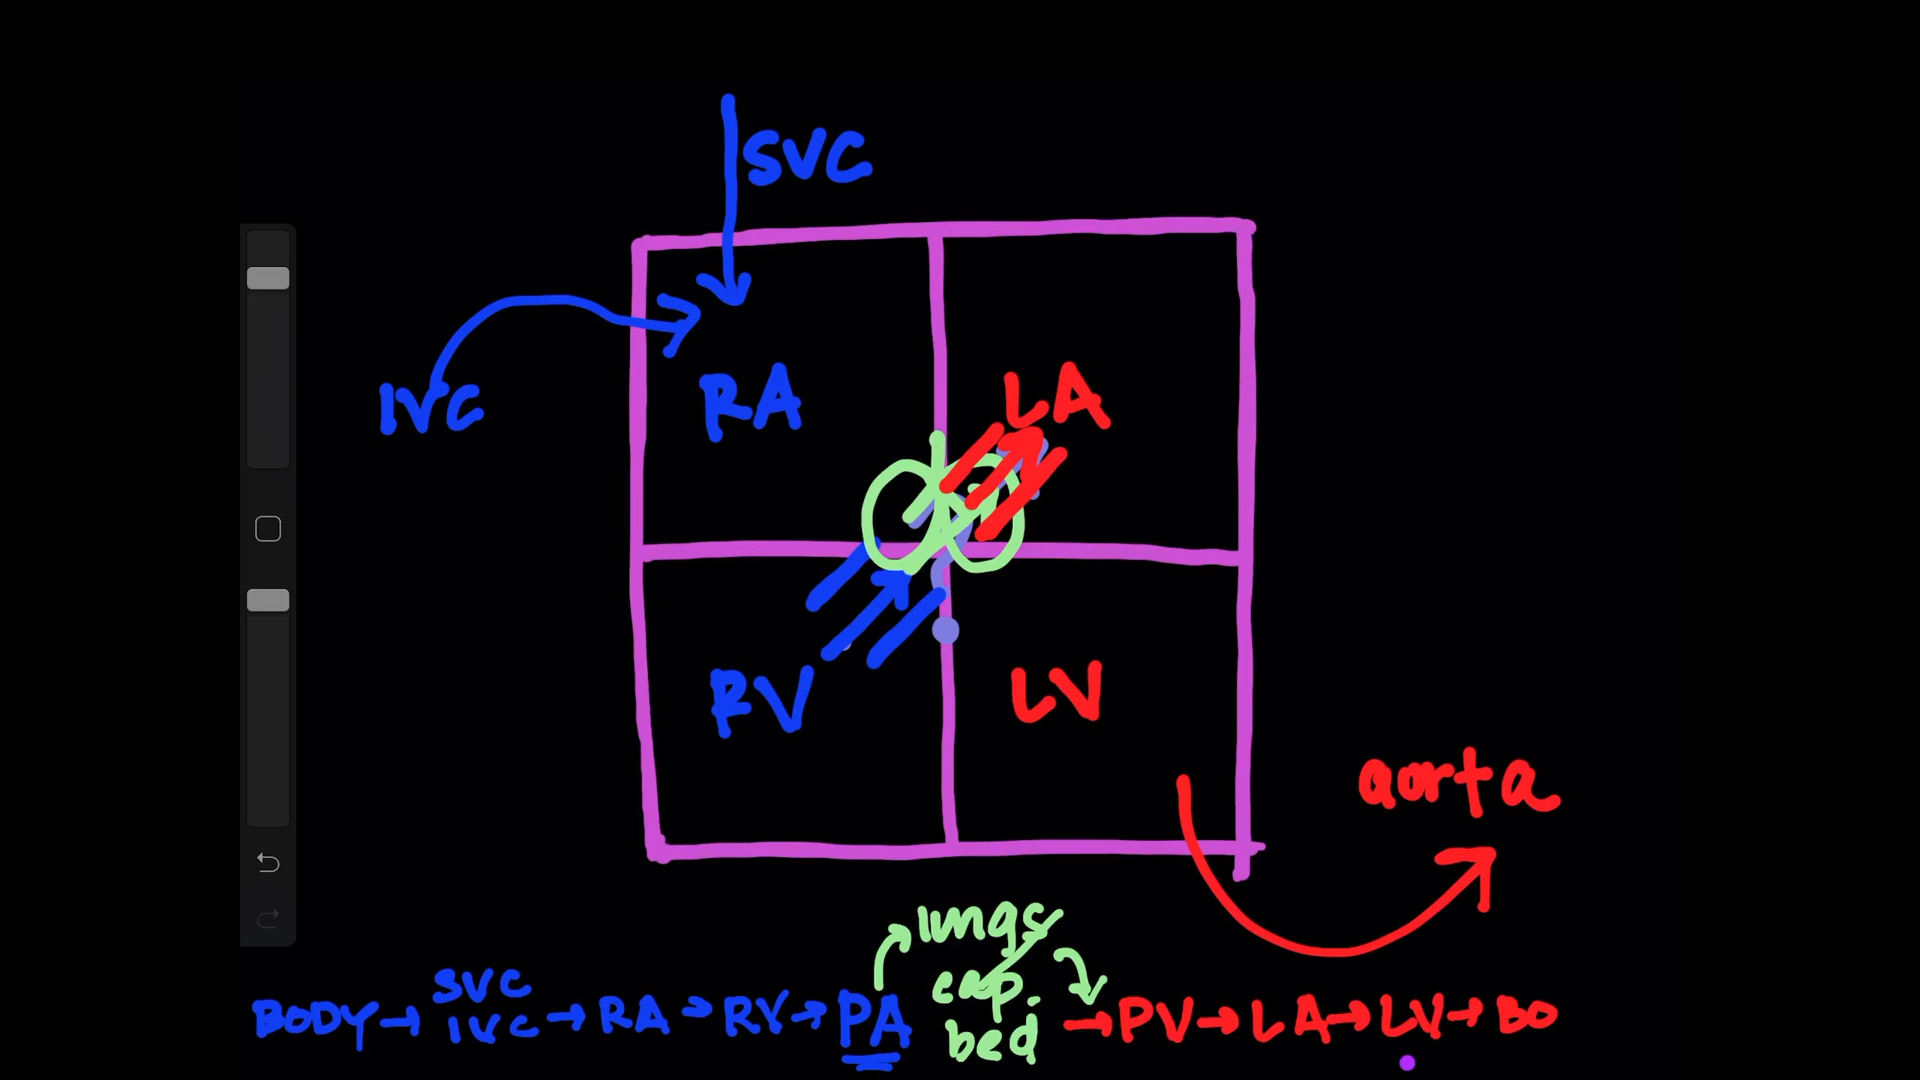 SVC
IVC
RA
LA
RV
LV
aorta
lungs/
cap.
bed
BODY → SVC IVC → RA → RV → PA → PV → LA → LV → BO